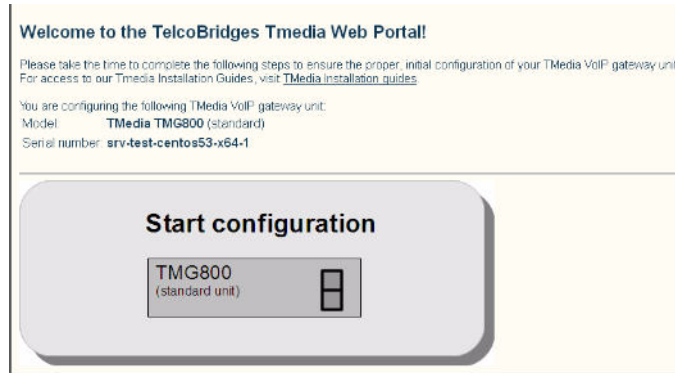 Welcome to the TelcoBridges Tmedia Web Portal!
Please take the time to complete the following steps to ensure the proper, initial configuration of your TMedia VoIP gateway unit
For access to our Tmedia Installation Guides, visit TMedia Installation guides.
You are configuring the following TMedia VoIP gateway unit:
Model: TMedia TMG800 (standard)
Serial number: srv-test-centos53-x64-1
Start configuration
TMG800
(standard unit)